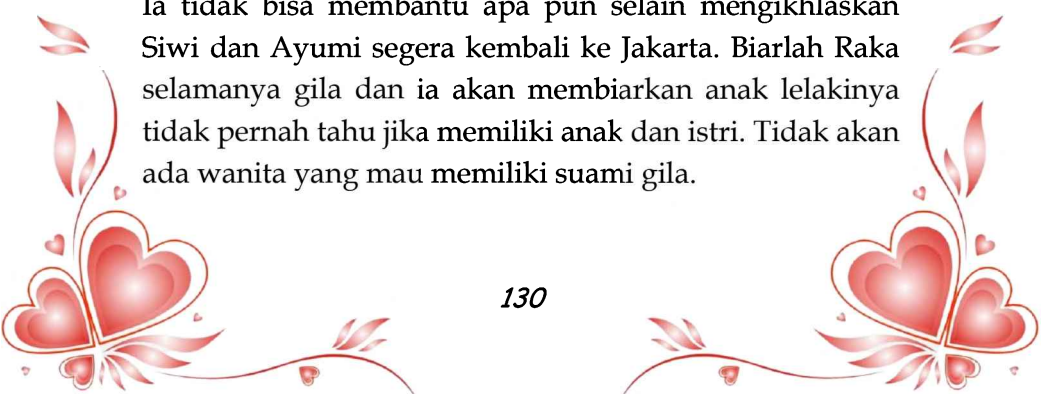 Ia tidak bisa membantu apa pun selain mengikhlaskan
Siwi dan Ayumi segera kembali ke Jakarta. Biarlah Raka
selamanya gila dan ia akan membiarkan anak lelakinya
tidak pernah tahu jika memiliki anak dan istri. Tidak akan
ada wanita yang mau memiliki suami gila.
130